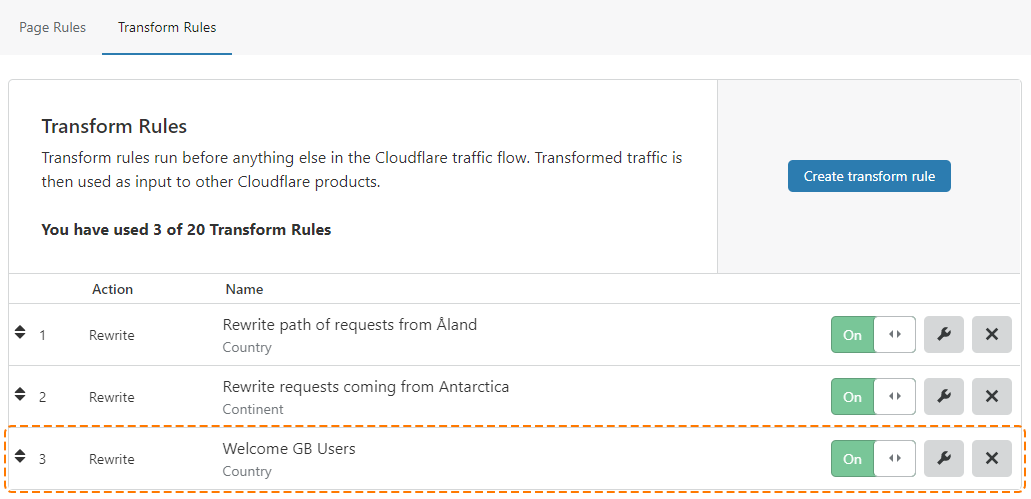 Page Rules Transform Rules
Transform Rules
Transform rules run before anything else in the Cloudflare traffic flow. Transformed traffic is
then used as input to other Cloudflare products.
Create transform rule
You have used 3 of 20 Transform Rules
Action Name
1 Rewrite Rewrite path of requests from Åland On
Country
2 Rewrite Rewrite requests coming from Antarctica On
Continent
3 Rewrite Welcome GB Users On
Country